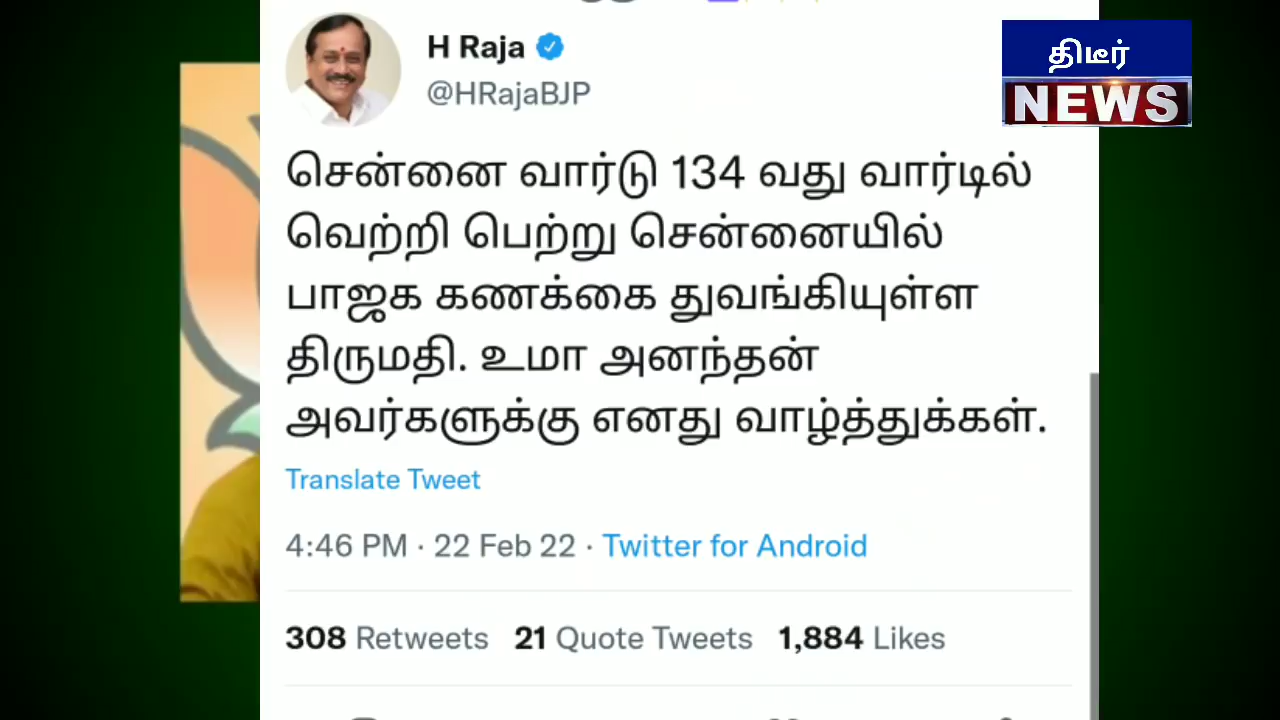 H Raja
@HRajaBJP
திடீர்
NEWS
சென்னை வார்டு 134 வது வார்டில்
வெற்றி பெற்று சென்னையில்
பாஜக கணக்கை துவங்கியுள்ள
திருமதி. உமா அனந்தன்
அவர்களுக்கு எனது வாழ்த்துக்கள்.
Translate Tweet
4:46 PM · 22 Feb 22 · Twitter for Android
308 Retweets 21 Quote Tweets 1,884 Likes